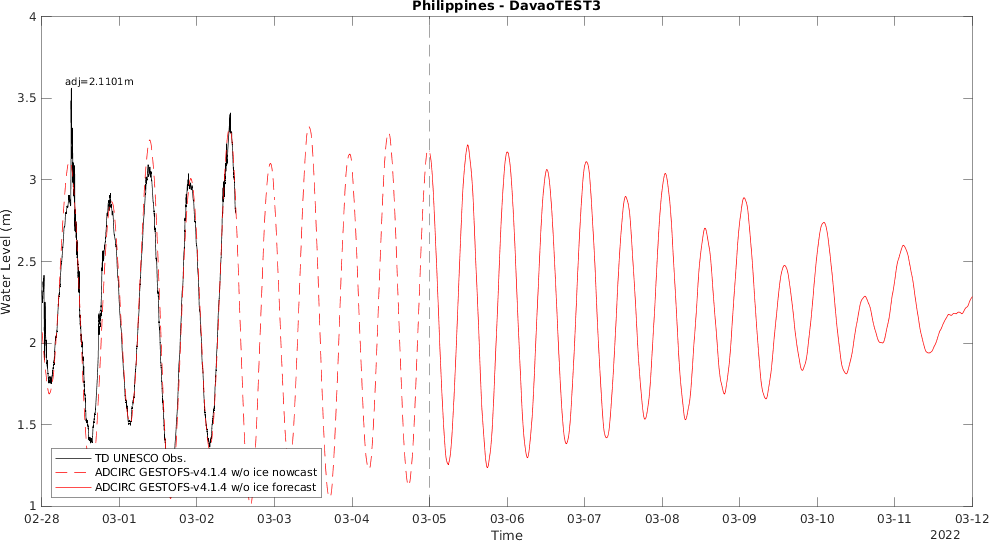 Philippines - DavaoTEST3
adj=2.1101m
4
3.5
3
2.5
2
1.5
1
Water Level (m)
TD UNESCO Obs.
ADCIRC GESTOFS-v4.1.4 w/o ice nowcast
ADCIRC GESTOFS-v4.1.4 w/o ice forecast
02-28 03-01 03-02 03-03 03-04 03-05 03-06 03-07 03-08 03-09 03-10 03-11 03-12
Time
2022